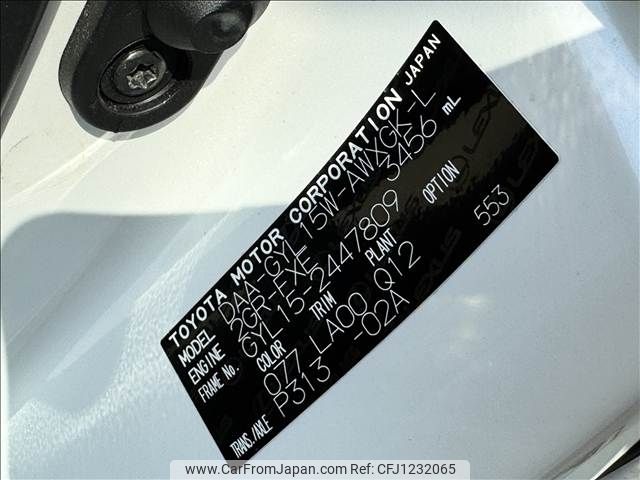 TOYOTA MOTOR CORPORATION JAPAN
MODEL DAA-GYL15W-AWXGK-L
ENGINE 2GR-FXE 3456 mL
FRAME No. GYL15-2447809
COLOR TRIM PLANT OPTION
077 LA00 Q12 553
TRANS./AXLE P313 -02A
LEXUS
www.CarFromJapan.com | CFJ1232065